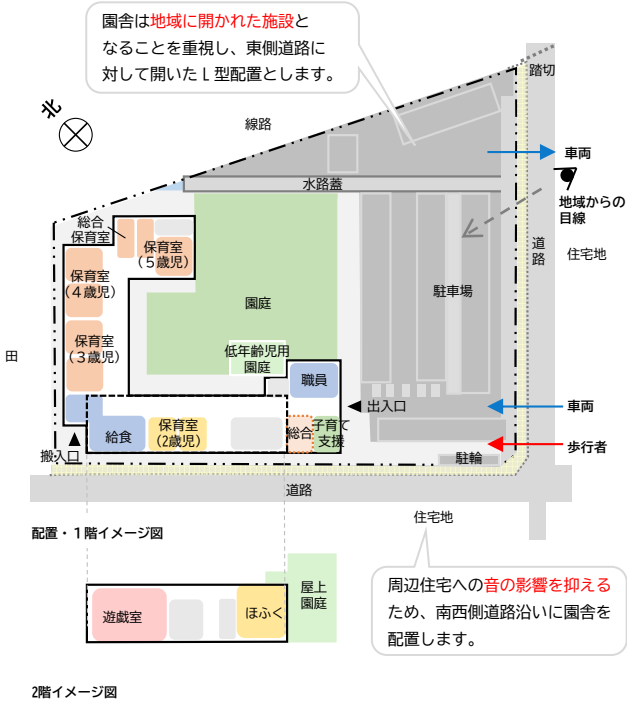 園舎は地域に開かれた施設と
なることを重視し、東側道路に
対して開いたL型配置とします。
踏切
北
線路
車両
水路蓋
地域からの
目線
総合
保育室
保育室
(5歳児)
道路
住宅地
保育室
(4歳児)
駐車場
園庭
保育室
(3歳児)
田
低年齢児用
園庭
職員
出入口
車両
給食
保育室
(2歳児)
総合
子育て
支援
歩行者
搬入口
駐輪
道路
住宅地
配置・1階イメージ図
周辺住宅への音の影響を抑える
ため、南西側道路沿いに園舎を
配置します。
遊戯室
ほふく
屋上
園庭
2階イメージ図